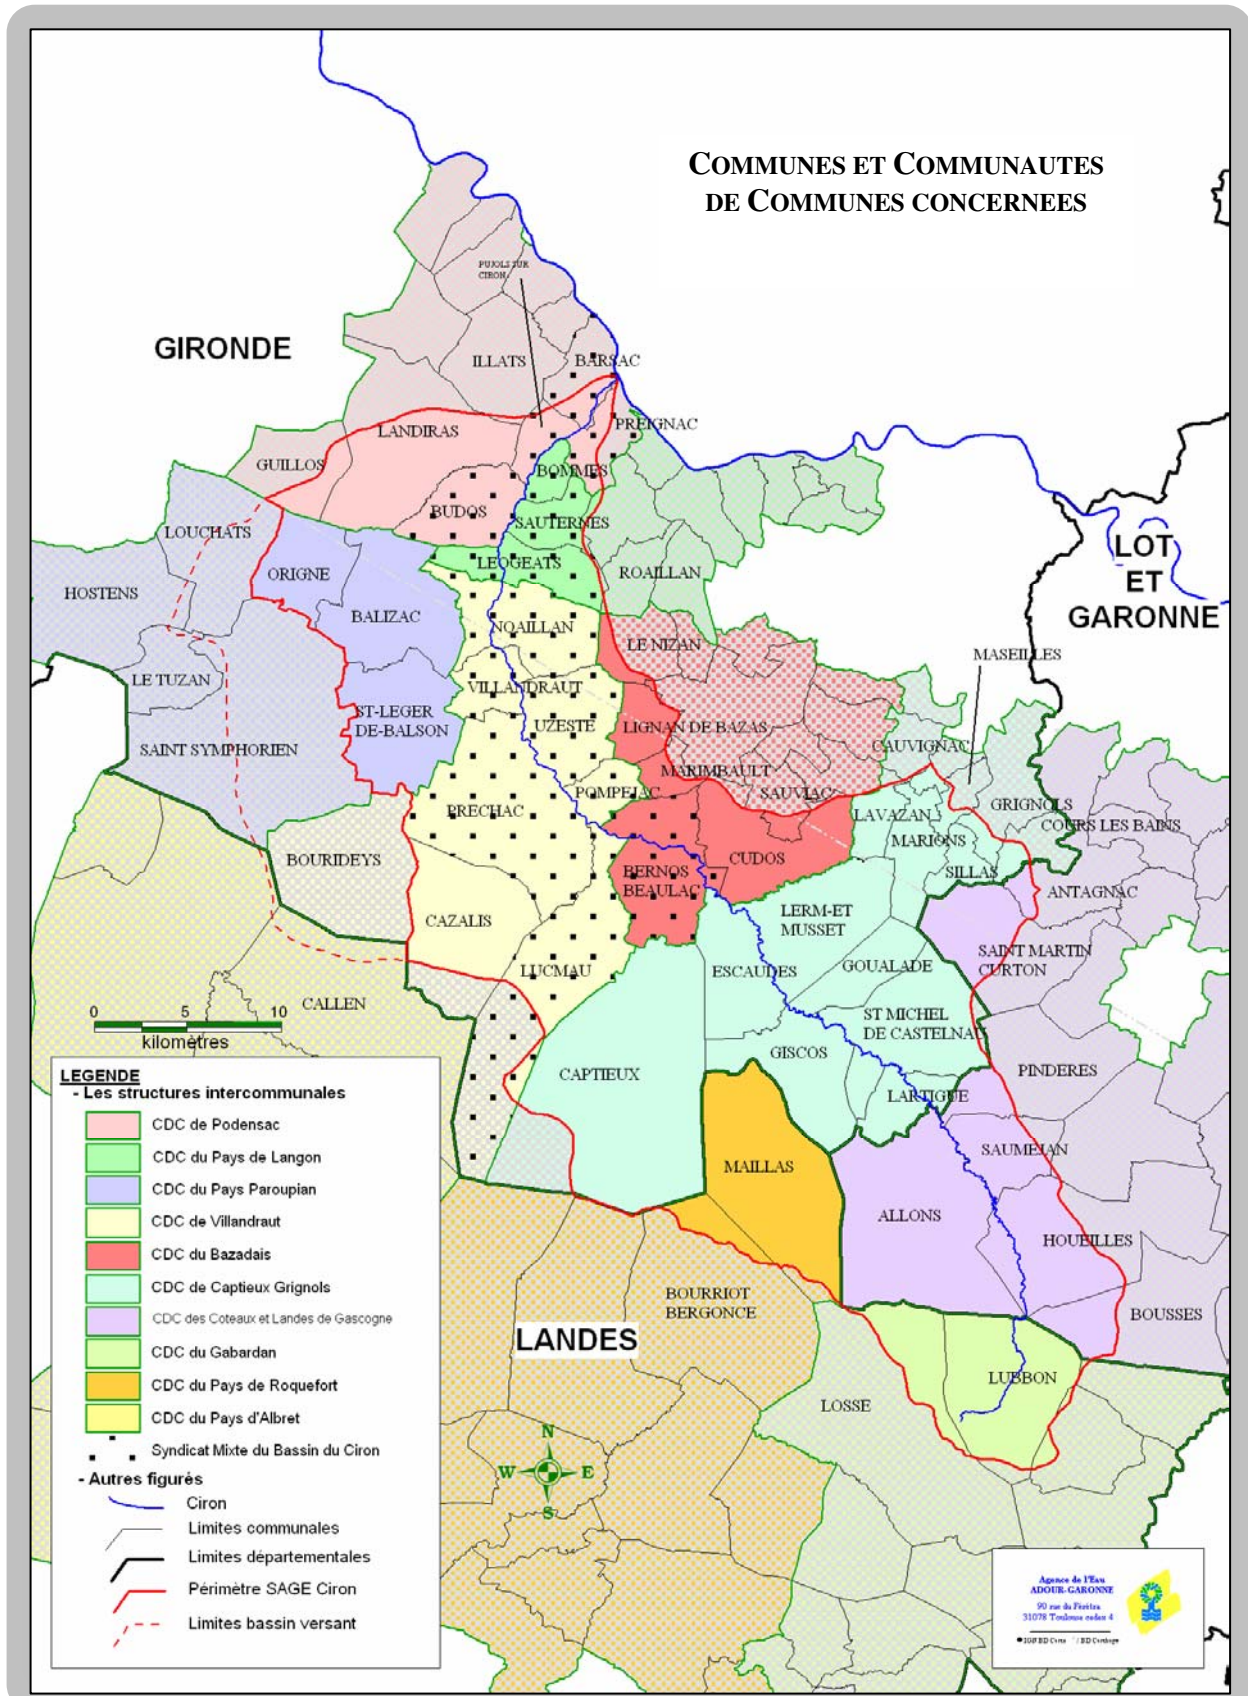 COMMUNES ET COMMUNAUTES
DE COMMUNES CONCERNEES
PUJOLS SUR
CIRON
GIRONDE
ILLATS
BARSAC
LANDIRAS
PREIGNAC
GUILLOS
BOMMES
BUDOS
SAUTERNES
LOUCHATS
LEOGEATS
ORIGNE
ROAILLAN
HOSTENS
LOT
ET
GARONNE
BALIZAC
NOAILLAN
LE NIZAN
MASEILLES
LE TUZAN
VILLANDRAUT
ST-LEGER
DE-BALSON
UZESTE
LIGNAN DE BAZAS
SAINT SYMPHORIEN
CAUVIGNAC
MARIMBAULT
POMPEJAC
SAUVIAC
GRIGNOLS
PRECHAC
LAVAZAN
COURS LES BAINS
MARIONS
BOURIDEYS
CUDOS
BERNOS
BEAULAC
SILLAS
ANTAGNAC
CAZALIS
LERM-ET
MUSSET
SAINT MARTIN
CURTON
LUCMAU
ESCAUDES
GOUALADE
CALLEN
ST MICHEL
DE CASTELNAU
0 5 10
kilomètres
GISCOS
CAPTIEUX
PINDERES
LARTIGUE
SAUMEJAN
MAILLAS
ALLONS
HOUEILLES
BOURRIOT
BERGONCE
BOUSSES
LANDES
LUBBON
LOSSE
N
W E
S
LEGENDE
- Les structures intercommunales
CDC de Podensac
CDC du Pays de Langon
CDC du Pays Paroupian
CDC de Villandraut
CDC du Bazadais
CDC de Captieux Grignols
CDC des Coteaux et Landes de Gascogne
CDC du Gabardan
CDC du Pays de Roquefort
CDC du Pays d'Albret
Syndicat Mixte du Bassin du Ciron
- Autres figurés
Ciron
Limites communales
Limites départementales
Périmètre SAGE Ciron
Limites bassin versant
Agence de l'Eau
ADOUR-GARONNE
90 rue du Férétra
31078 Toulouse cedex 4